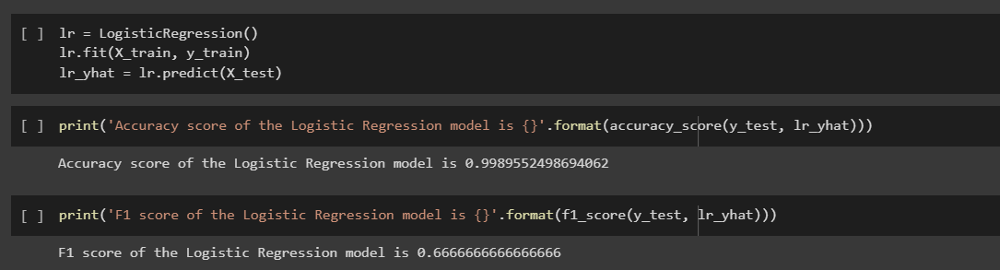 [ ] lr = LogisticRegression()
lr.fit(X_train, y_train)
lr_yhat = lr.predict(X_test)
[ ] print('Accuracy score of the Logistic Regression model is {}'.format(accuracy_score(y_test, lr_yhat)))
Accuracy score of the Logistic Regression model is 0.9989552498694062
[ ] print('F1 score of the Logistic Regression model is {}'.format(f1_score(y_test, lr_yhat)))
F1 score of the Logistic Regression model is 0.6666666666666666